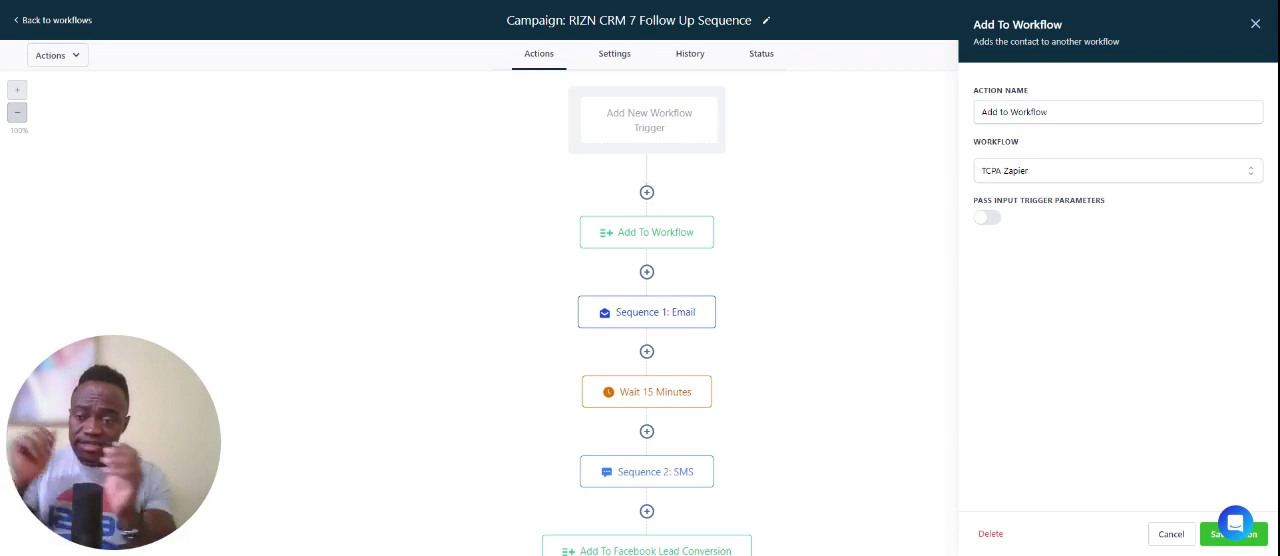 Back to workflows
Campaign: RIZN CRM 7 Follow Up Sequence
Actions
Actions
Settings
History
Status
+
−
100%
Add New Workflow
Trigger
Add To Workflow
Sequence 1: Email
Wait 15 Minutes
Sequence 2: SMS
Add To Facebook Lead Conversion
Add To Workflow
Adds the contact to another workflow
ACTION NAME
Add to Workflow
WORKFLOW
TCPA Zapier
PASS INPUT TRIGGER PARAMETERS
Delete
Cancel